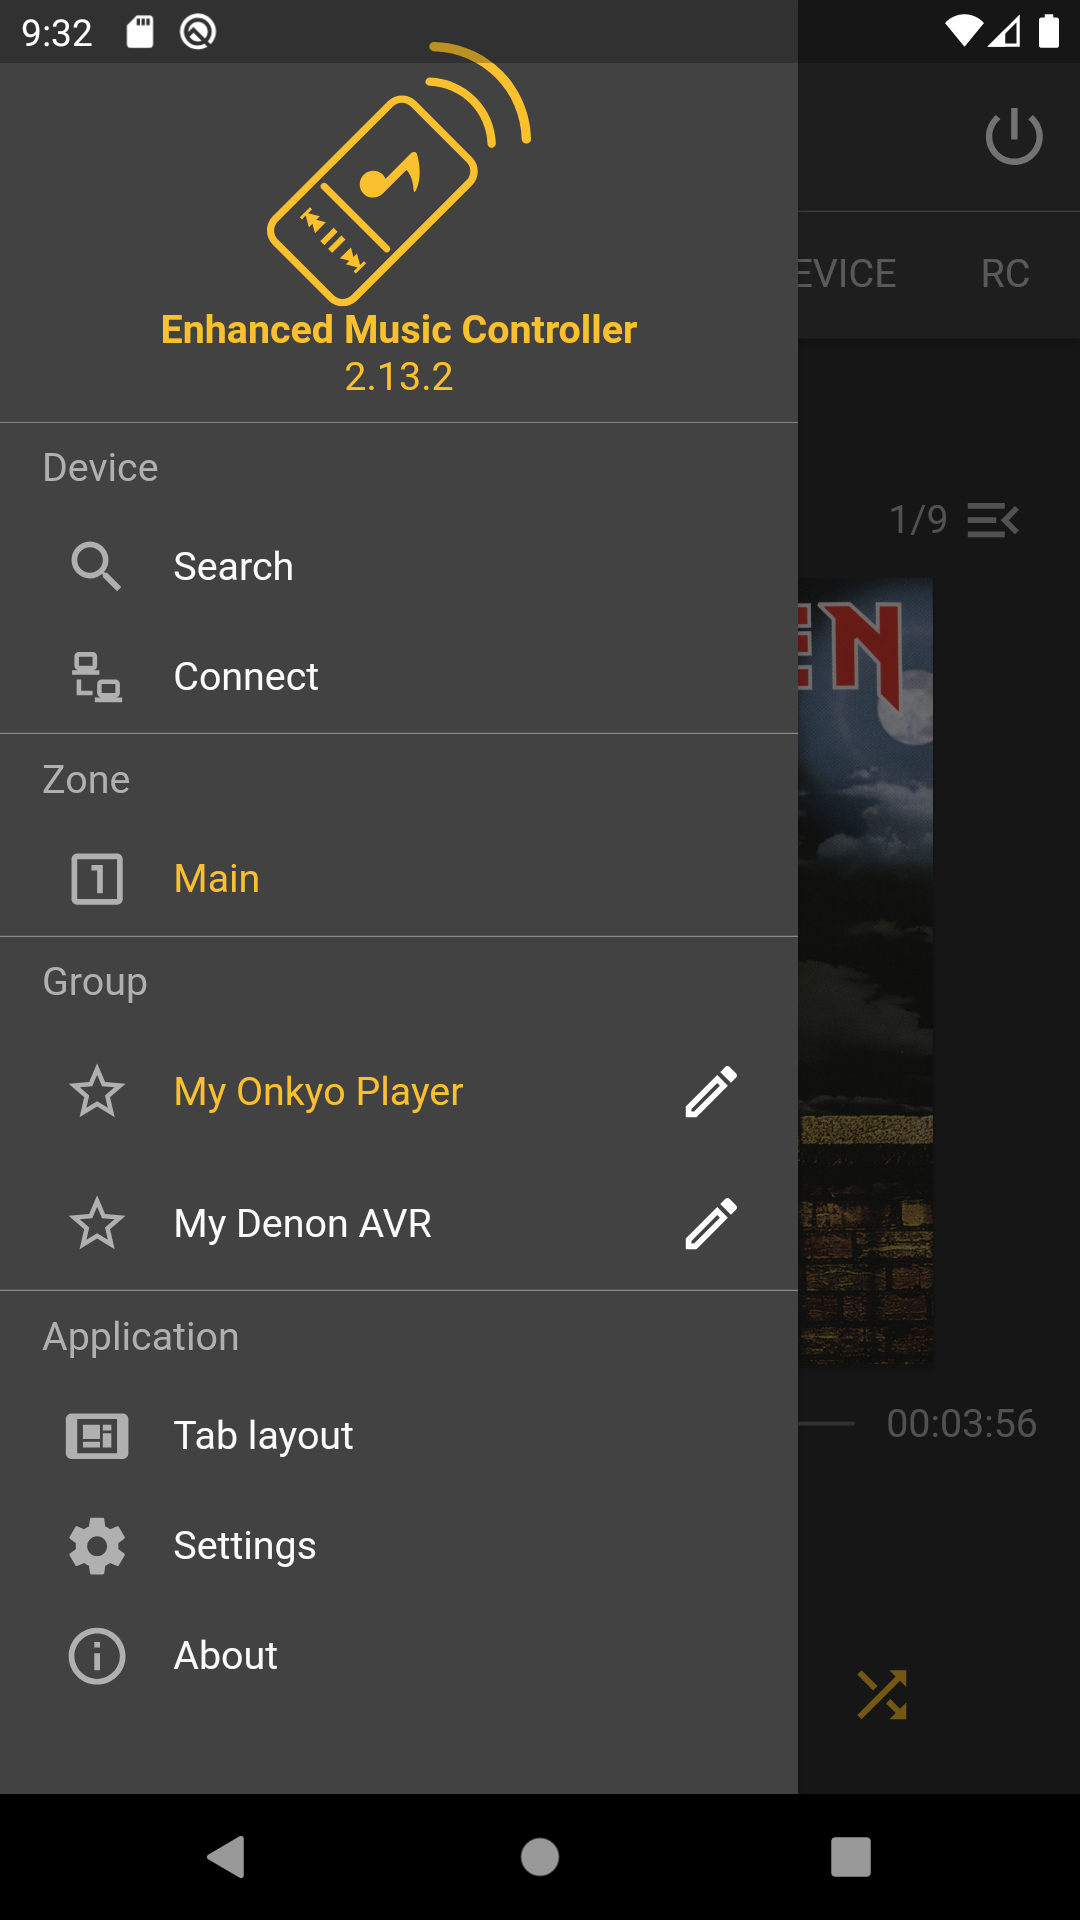 9:32
Enhanced Music Controller
2.13.2
EVICE
RC
Device
Search
1/9
Connect
EN
Zone
Main
Group
My Onkyo Player
My Denon AVR
Application
Tab layout
00:03:56
Settings
About